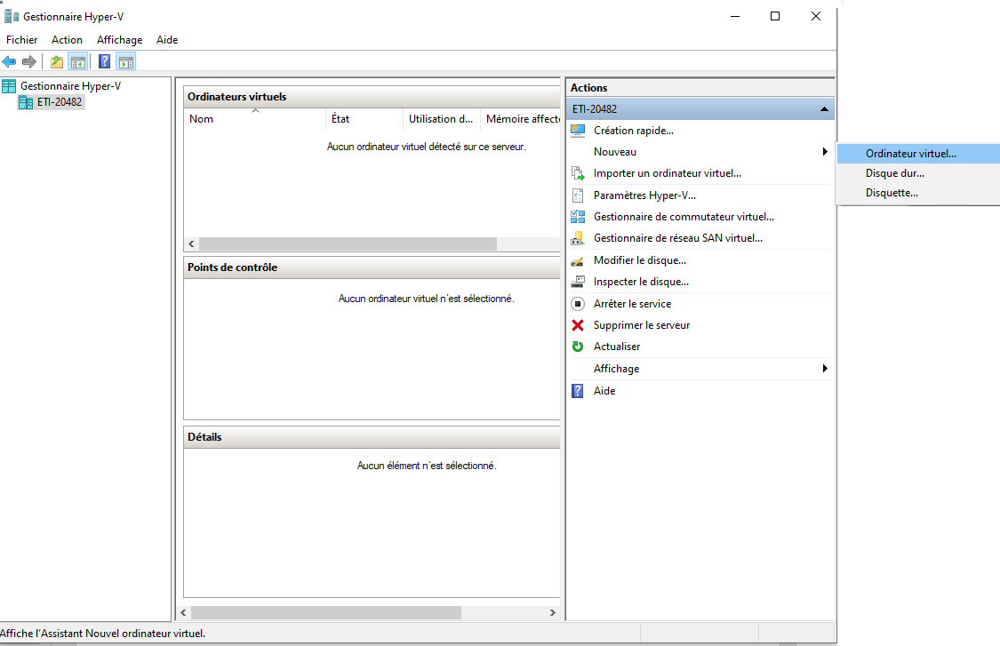 Gestionnaire Hyper-V
Fichier Action Affichage Aide
Gestionnaire Hyper-V
ETI-20482
Ordinateurs virtuels
Nom État Utilisation d... Mémoire affecte
Aucun ordinateur virtuel détecté sur ce serveur.
Points de contrôle
Aucun ordinateur virtuel n'est sélectionné.
Détails
Aucun élément n'est sélectionné.
Actions
ETI-20482
Création rapide...
Nouveau
Importer un ordinateur virtuel...
Paramètres Hyper-V...
Gestionnaire de commutateur virtuel...
Gestionnaire de réseau SAN virtuel...
Modifier le disque...
Inspecter le disque...
Arrêter le service
Supprimer le serveur
Actualiser
Affichage
Aide
Ordinateur virtuel...
Disque dur...
Disquette...
Affiche l'Assistant Nouvel ordinateur virtuel.